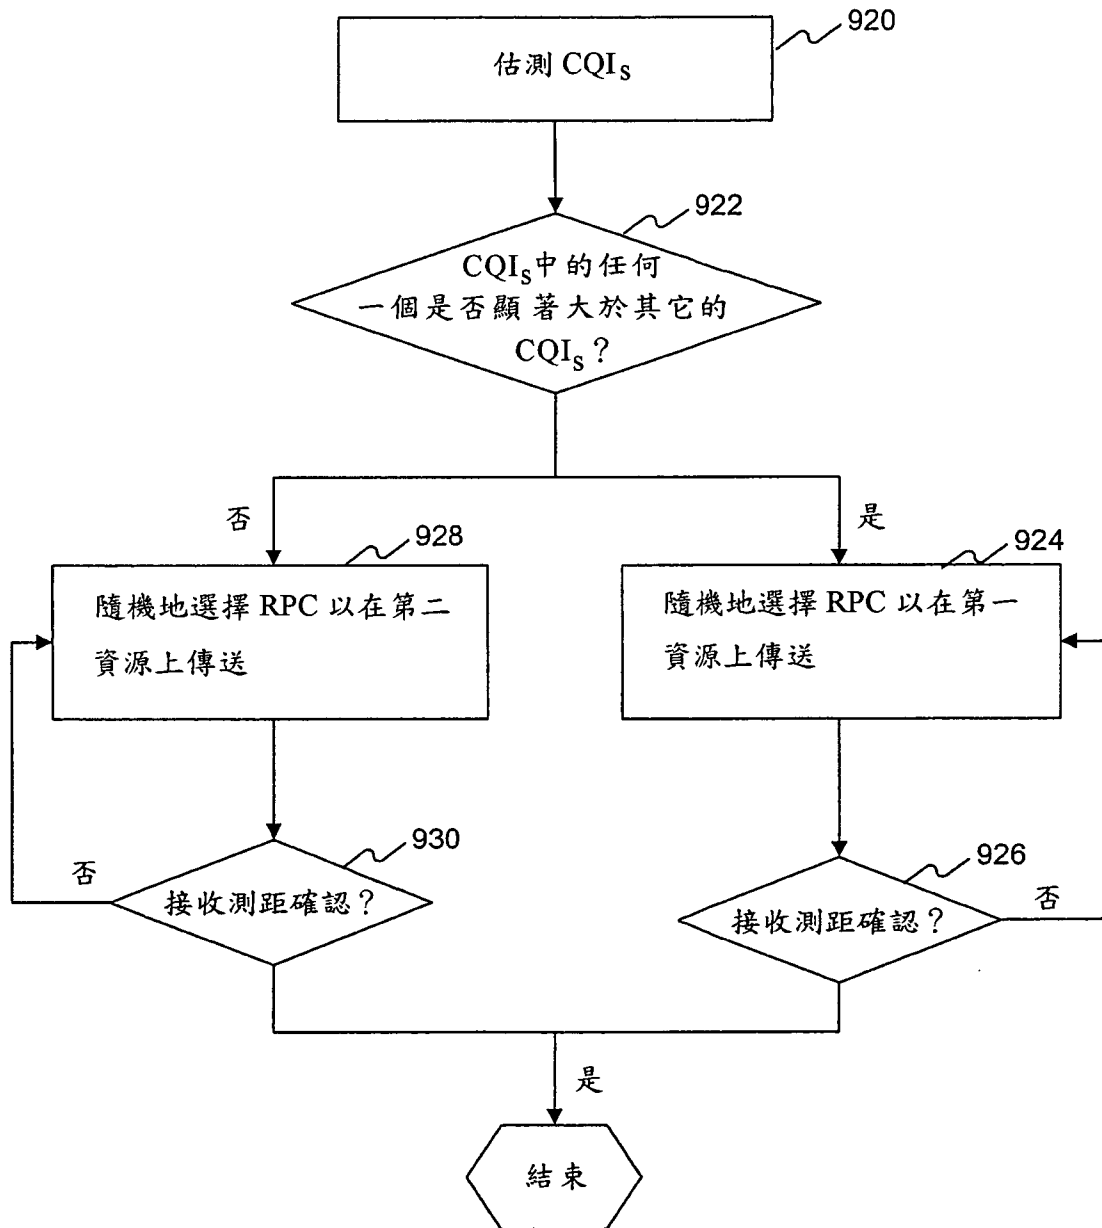 920
估測 CQIs
922
CQIs中的任何
一個是否顯著大於其它的
CQIs？
否
是
928
隨機地選擇 RPC 以在第二
資源上傳送
924
隨機地選擇 RPC 以在第一
資源上傳送
930
否
接收測距確認？
926
接收測距確認？
否
是
結束